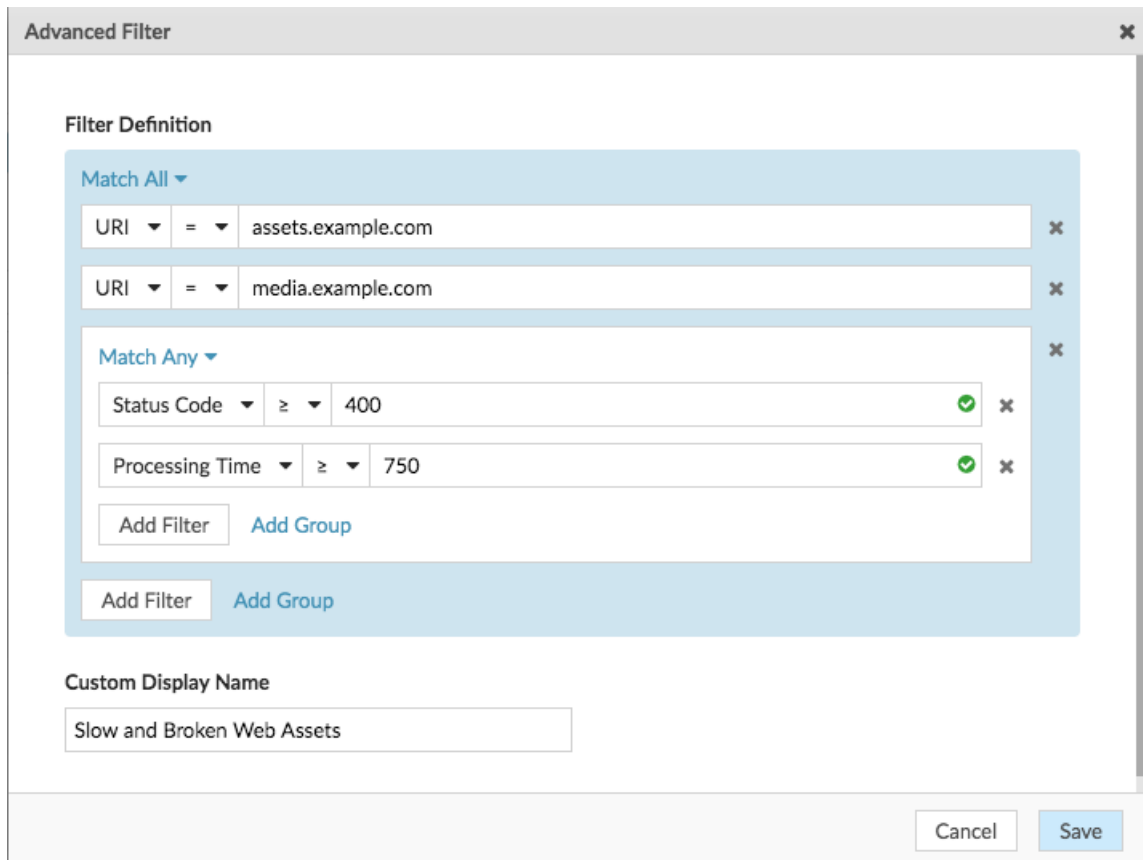 Advanced Filter
Filter Definition
Match All
URI = assets.example.com
URI = media.example.com
Match Any
Status Code ≥ 400
Processing Time ≥ 750
Add Filter Add Group
Add Filter Add Group
Custom Display Name
Slow and Broken Web Assets
Cancel Save